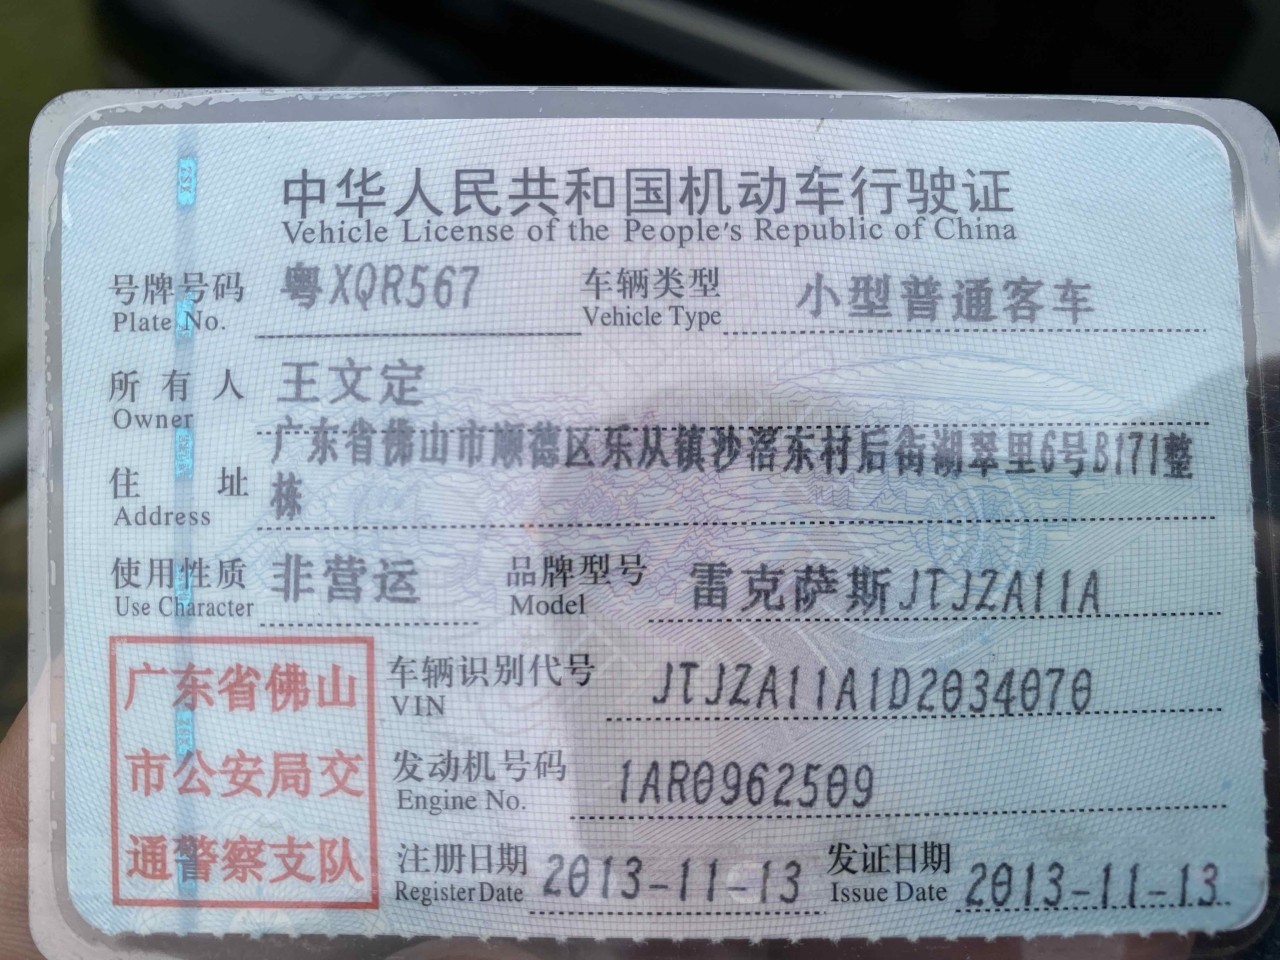 中华人民共和国机动车行驶证
Vehicle License of the People's Republic of China
号牌号码 粤XQR567 车辆类型 小型普通客车
Plate No. Vehicle Type
所有人 王文定
Owner
住址 广东省佛山市顺德区乐从镇沙滘东村后街湖翠里6号B171整
栋
Address
使用性质 非营运 品牌型号 雷克萨斯JTJZA11A
Use Character Model
车辆识别代号 JTJZA11A1D2034070
VIN
发动机号码 1AR0962509
Engine No.
注册日期 2013-11-13 发证日期 2013-11-13
Register Date Issue Date
广东省佛山
市公安局交
通警察支队